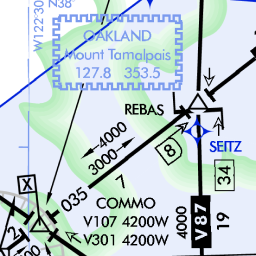 N38°
W122°30'
OAKLAND
Mount Tamalpais
127.8 353.5
REBAS
4000
3000
SEITZ
8
34
7
035
X
COMMO
V107 4200W
V301 4200W
4000
V87
19
2